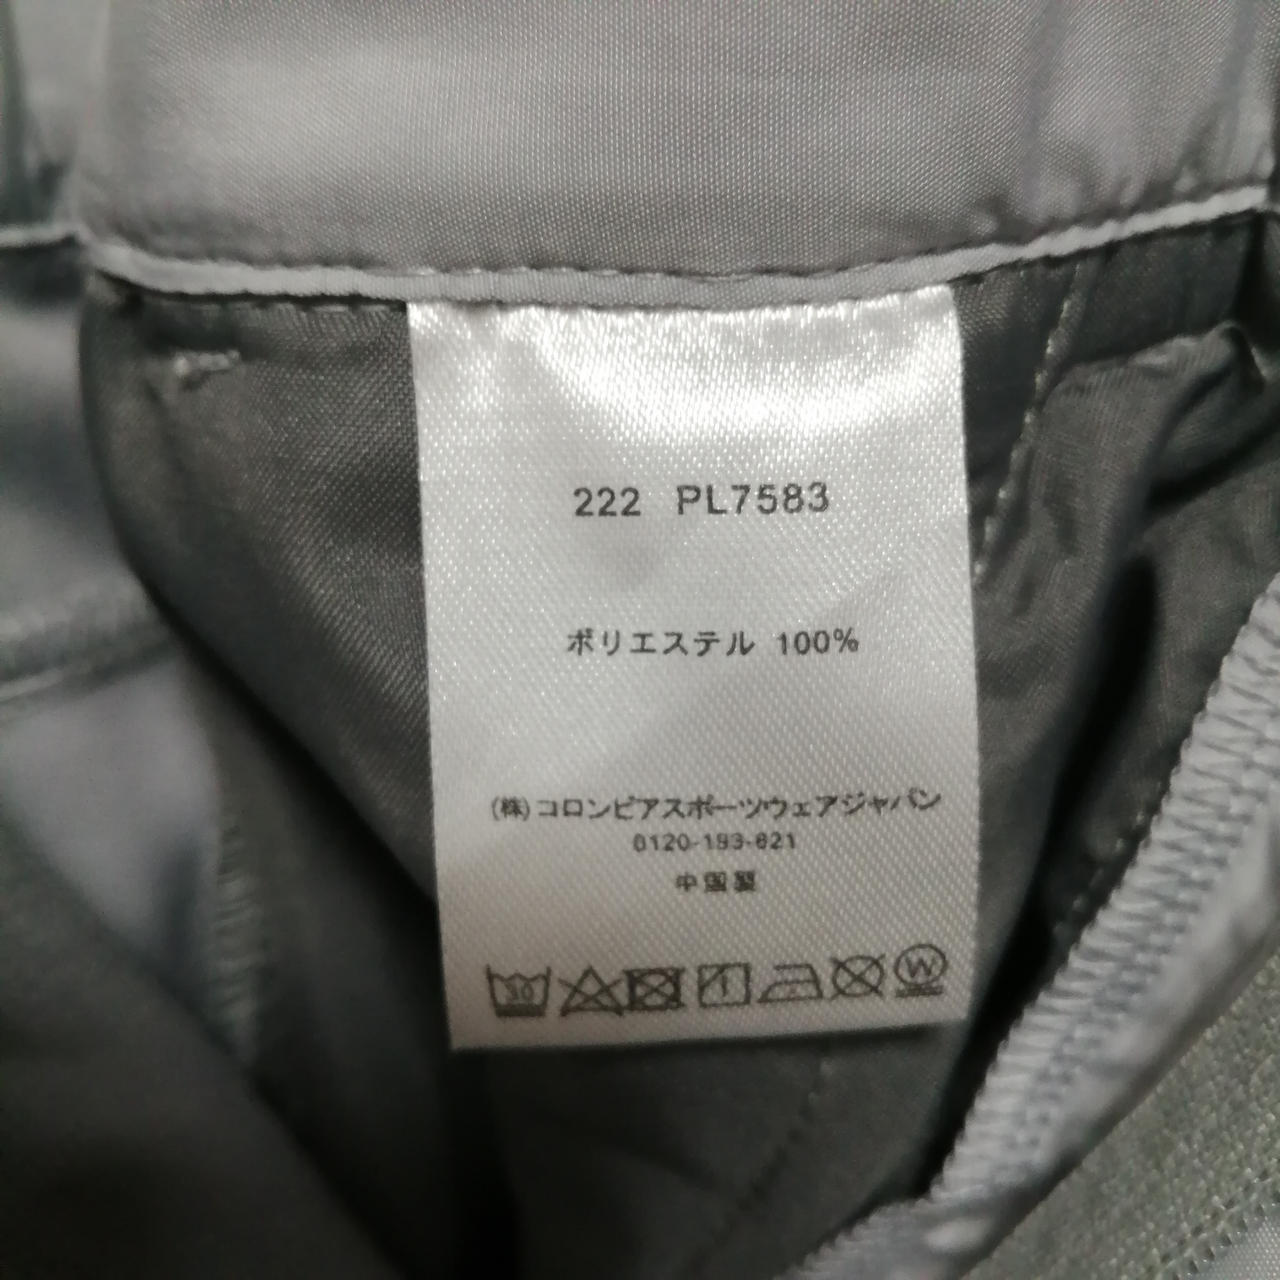 222 PL7583
ポリエステル 100%
(株)コロンビアスポーツウェアジャパン
0120-193-821
中国製
30
W